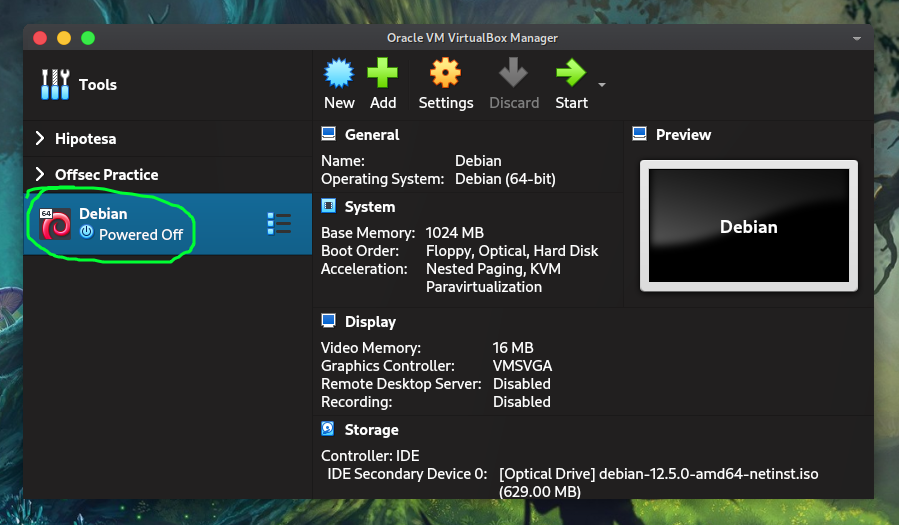 Oracle VM VirtualBox Manager
Tools
New Add Settings Discard Start
Hipotesa
Offsec Practice
64
Debian
Powered Off
General
Name: Debian
Operating System: Debian (64-bit)
Preview
Debian
System
Base Memory: 1024 MB
Boot Order: Floppy, Optical, Hard Disk
Acceleration: Nested Paging, KVM
Paravirtualization
Display
Video Memory: 16 MB
Graphics Controller: VMSVGA
Remote Desktop Server: Disabled
Recording: Disabled
Storage
Controller: IDE
IDE Secondary Device 0: [Optical Drive] debian-12.5.0-amd64-netinst.iso
(629.00 MB)